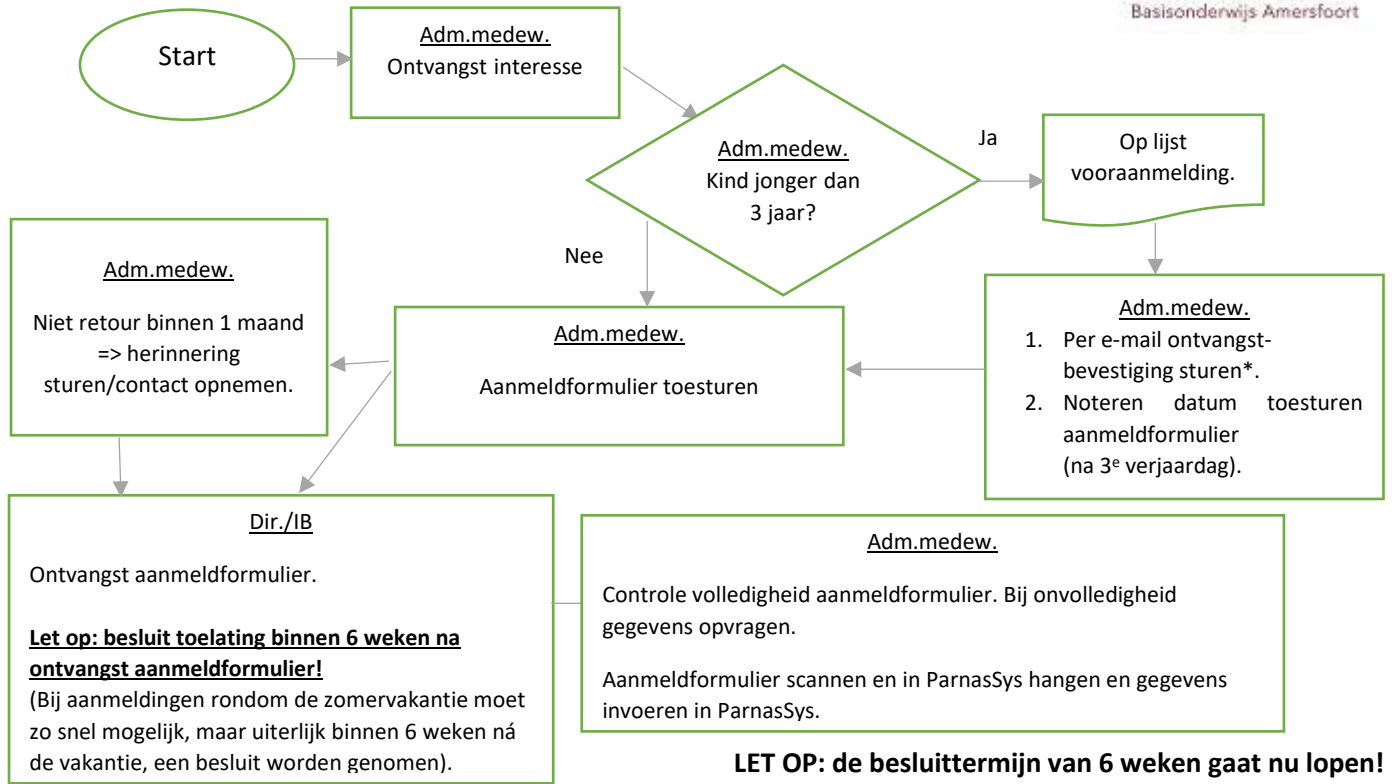 Basisonderwijs Amersfoort
Start
Adm.medew.
Ontvangst interesse
Adm.medew.
Kind jonger dan
3 jaar?
Ja
Op lijst
vooraanmelding.
Nee
Adm.medew.
Niet retour binnen 1 maand
=> herinnering
sturen/contact opnemen.
Adm.medew.
Aanmeldformulier toesturen
Adm.medew.
1. Per e-mail ontvangst-
bevestiging sturen*.
2. Noteren datum toesturen
aanmeldformulier
(na 3e verjaardag).
Dir./IB
Ontvangst aanmeldformulier.
Let op: besluit toelating binnen 6 weken na
ontvangst aanmeldformulier!
(Bij aanmeldingen rondom de zomervakantie moet
zo snel mogelijk, maar uiterlijk binnen 6 weken ná
de vakantie, een besluit worden genomen).
Adm.medew.
Controle volledigheid aanmeldformulier. Bij onvolledigheid
gegevens opvragen.
Aanmeldformulier scannen en in ParnasSys hangen en gegevens
invoeren in ParnasSys.
LET OP: de besluittermijn van 6 weken gaat nu lopen!